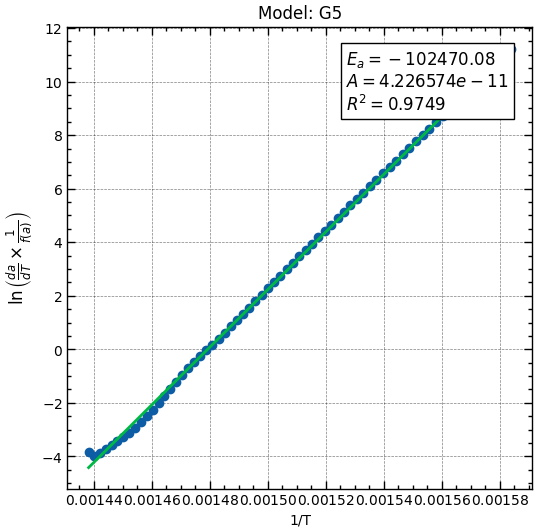 Model: G5
12
10
8
6
4
2
0
−2
−4
ln(da/dT × 1/f(a))
E_a = −102470.08
A = 4.226574e − 11
R² = 0.9749
0.00144 0.00146 0.00148 0.00150 0.00152 0.00154 0.00156 0.00158
1/T